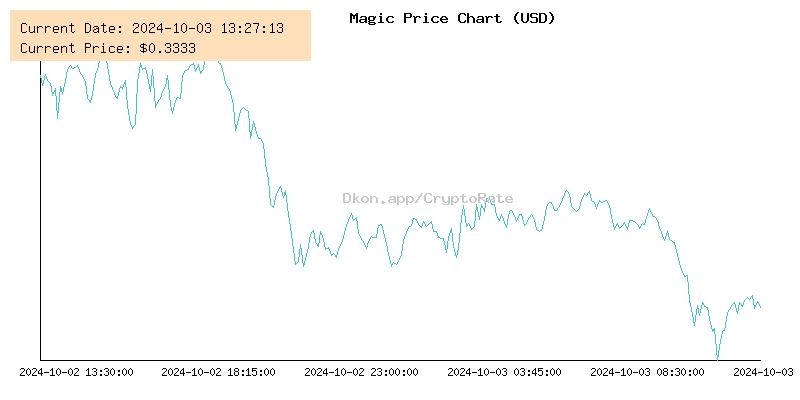 Magic Price Chart (USD)
Current Date: 2024-10-03 13:27:13
Current Price: $0.3333
Dkon.app/CryptoRate
2024-10-02 13:30:00 2024-10-02 18:15:00 2024-10-02 23:00:00 2024-10-03 03:45:00 2024-10-03 08:30:00 2024-10-03